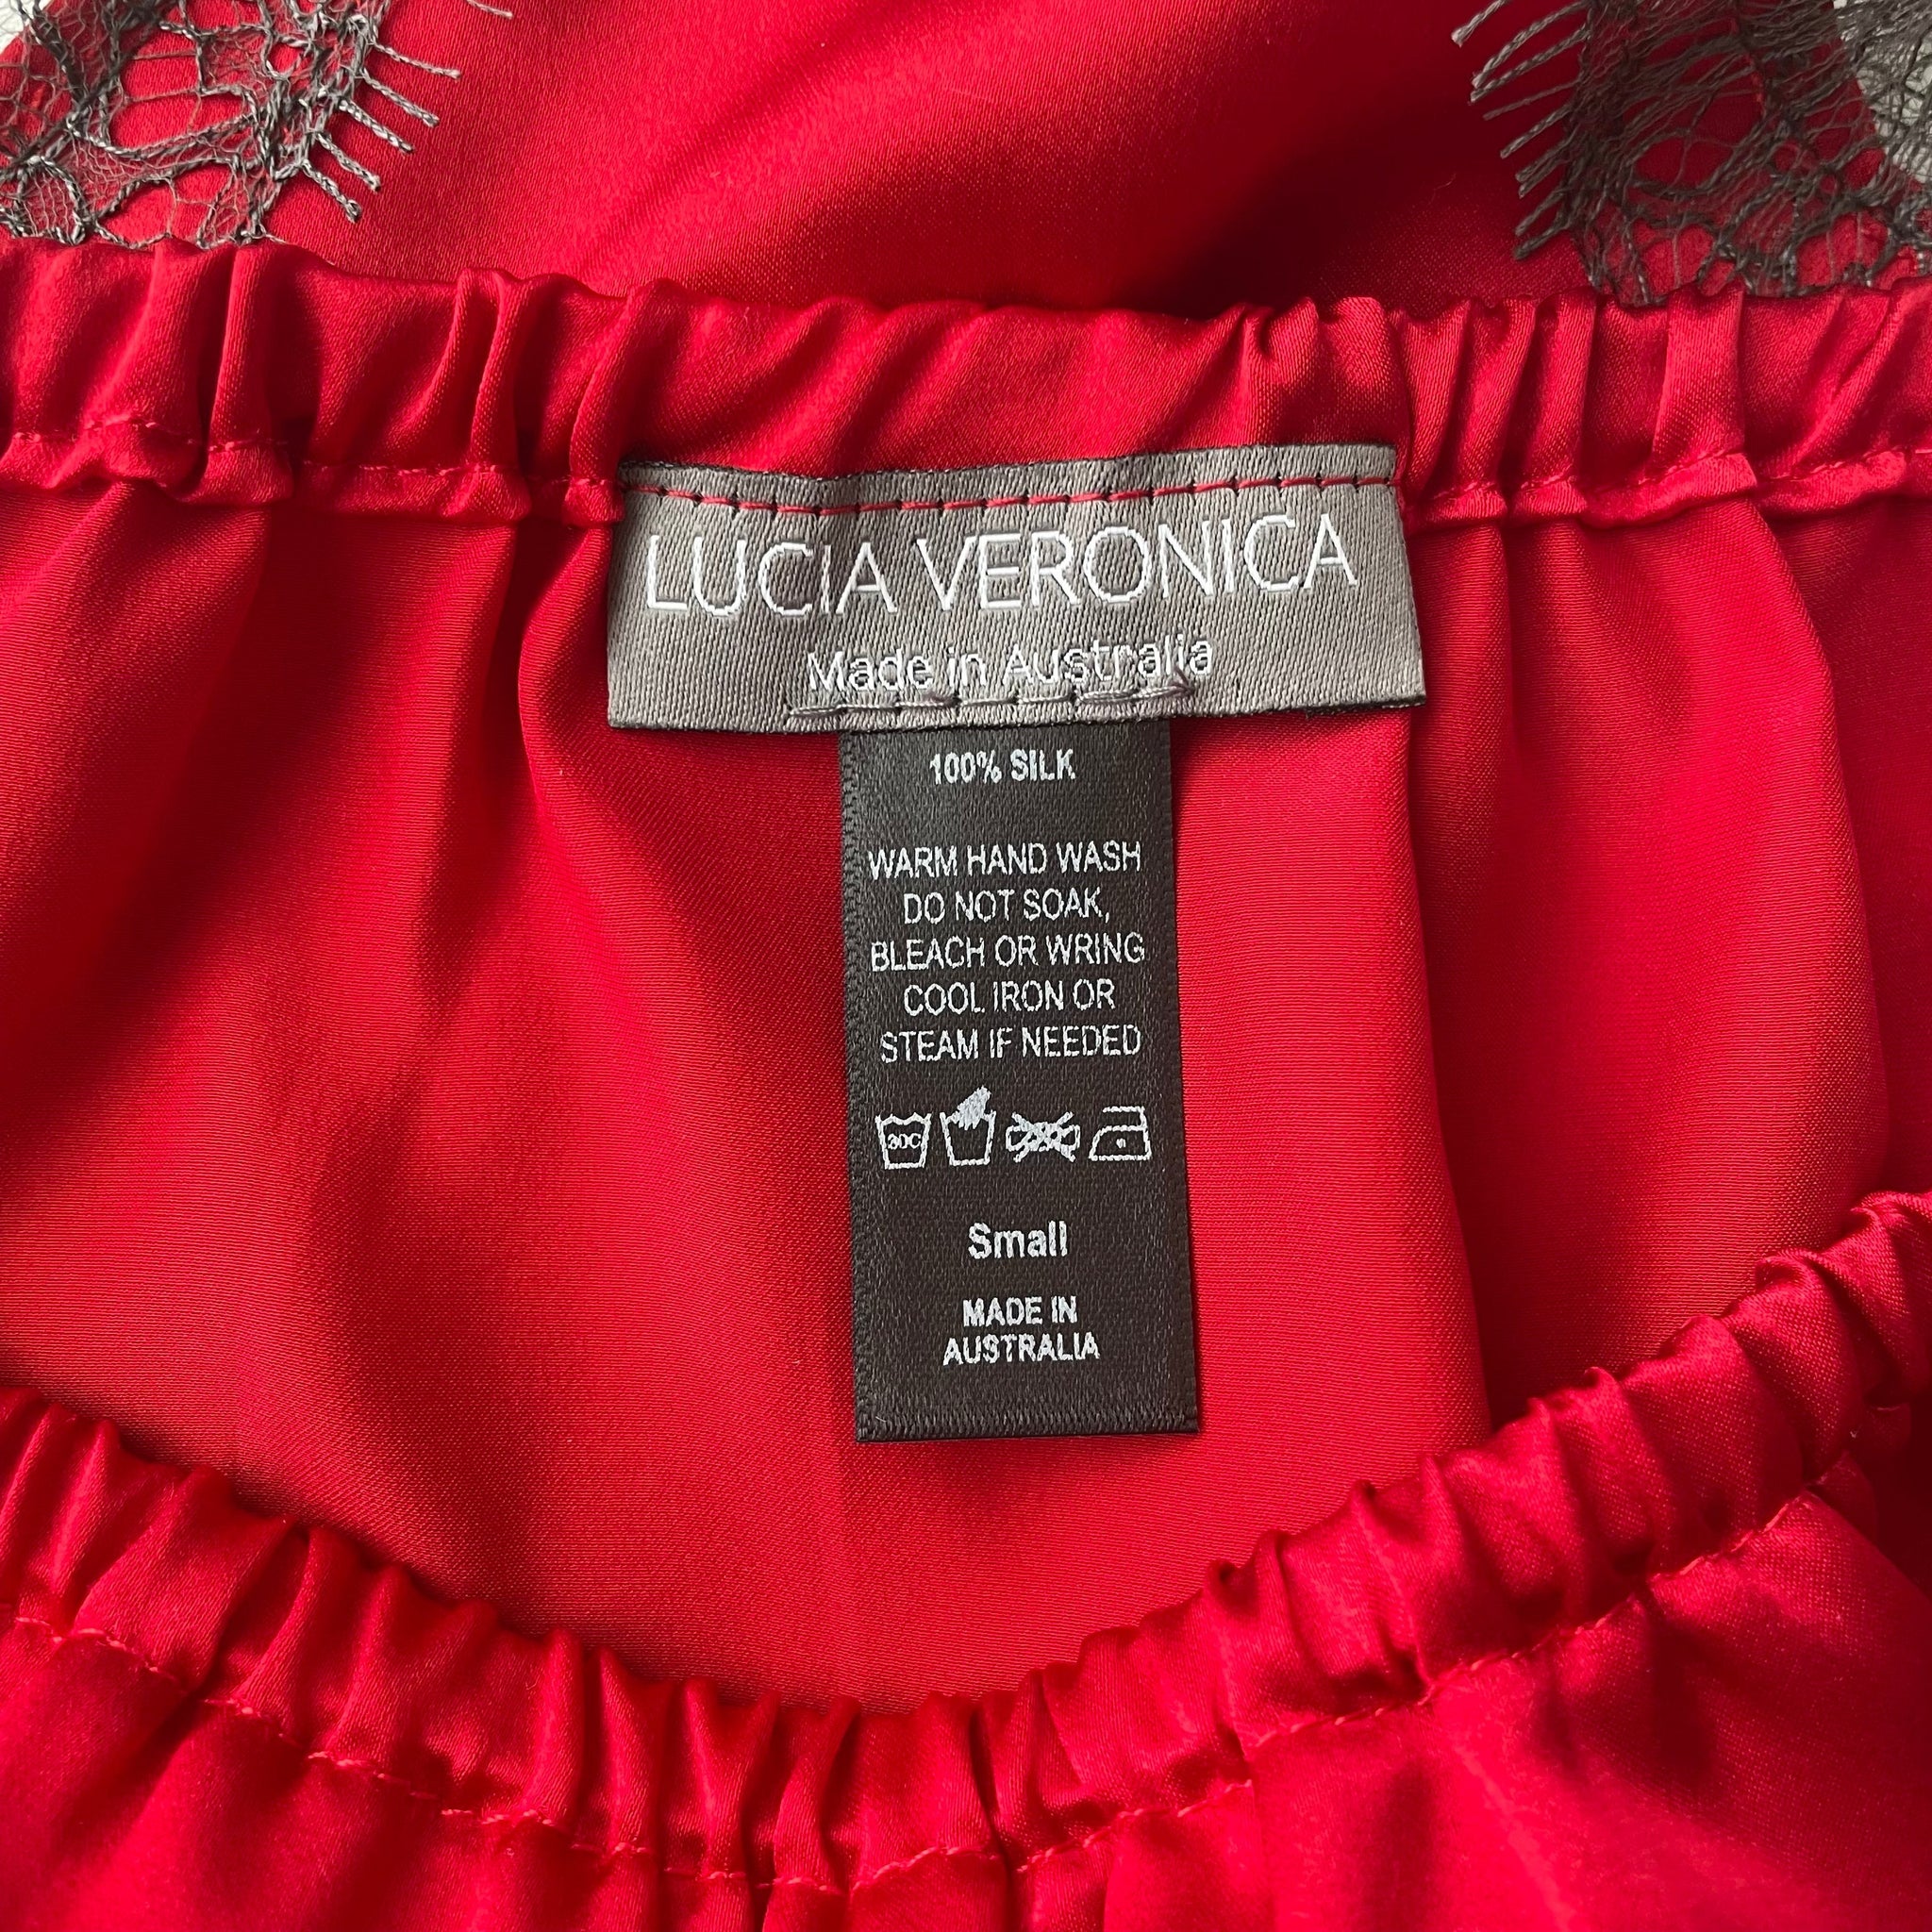 LUCIA VERONICA
Made in Australia
100% SILK
WARM HAND WASH
DO NOT SOAK,
BLEACH OR WRING
COOL IRON OR
STEAM IF NEEDED
30C
Small
MADE IN
AUSTRALIA